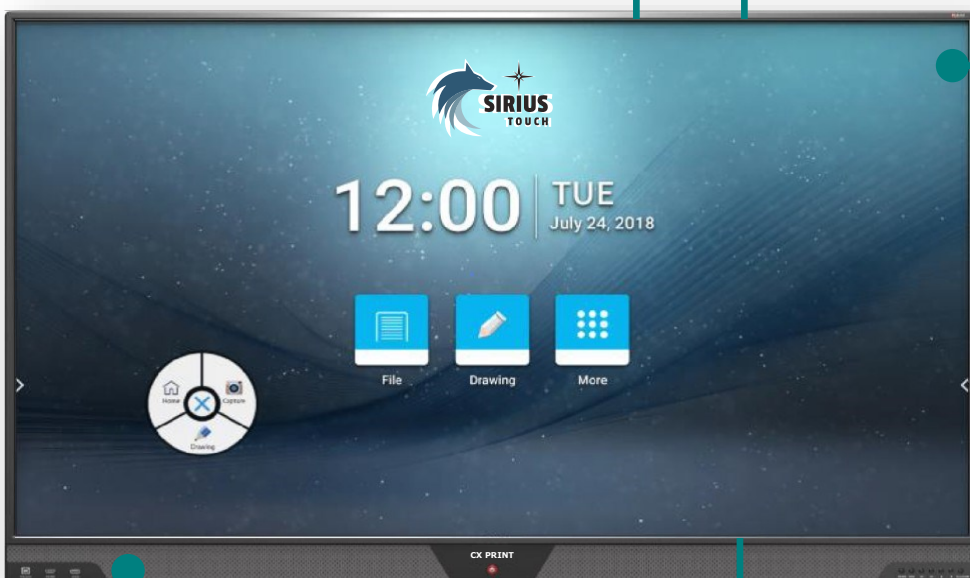 SIRIUS
TOUCH
12:00
TUE
July 24, 2018
File
Drawing
More
Home
Capture
Drawing
CX PRINT